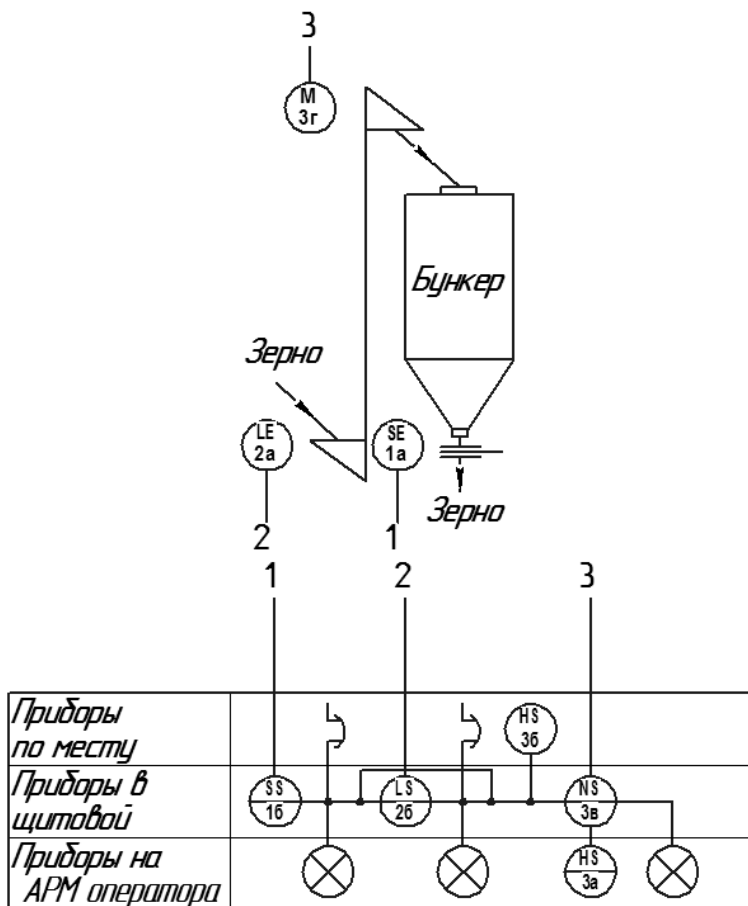 3
М
3г
Бункер
Зерно
LE
2а
SE
1а
Зерно
2
1
1
2
3
Приборы
по месту
HS
3б
Приборы в
щитовой
SS
1б
LS
2б
NS
3в
Приборы на
АРМ оператора
HS
3а